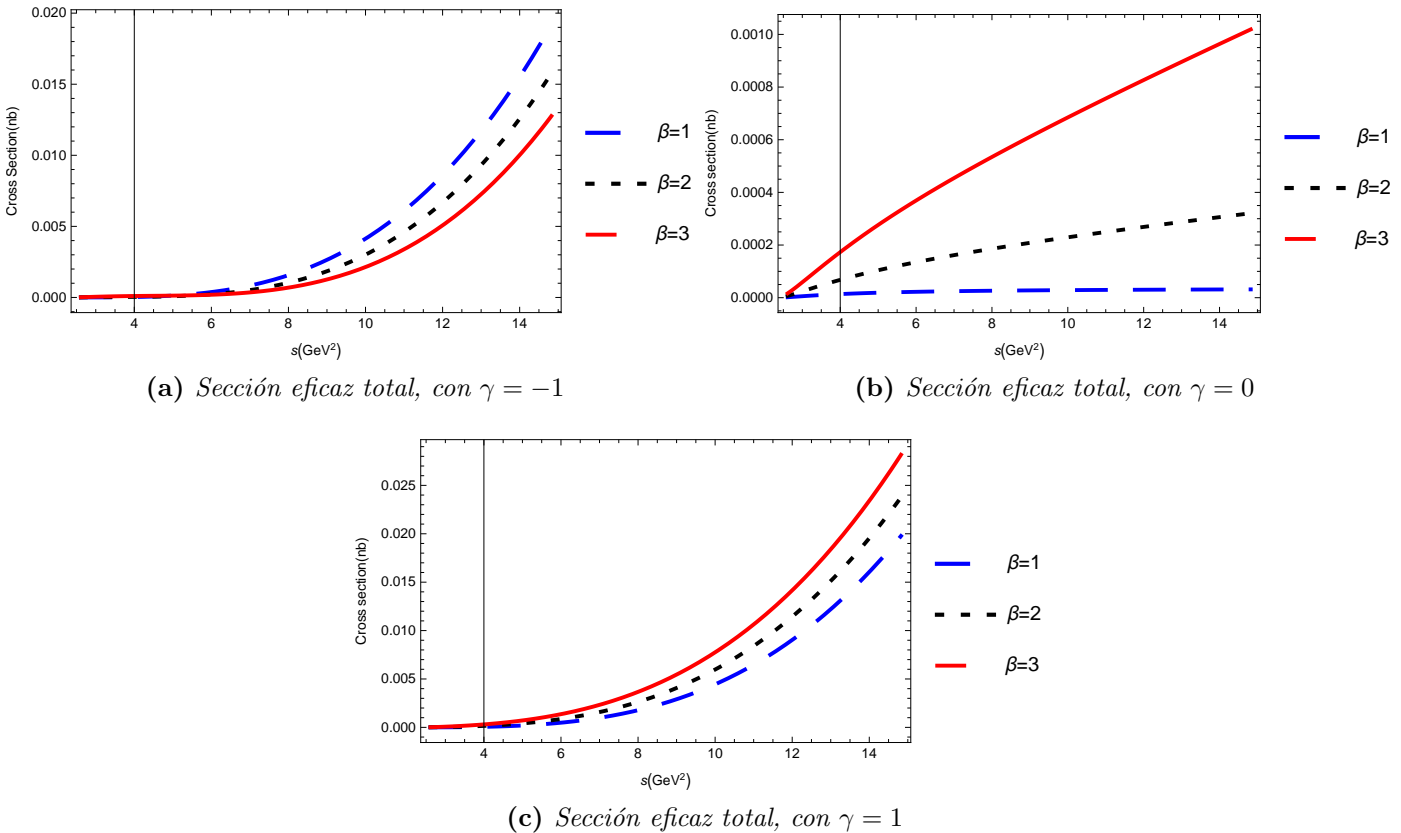 0.020
0.015
0.010
0.005
0.000
Cross Section(nb)
4 6 8 10 12 14
s(GeV²)
β=1
β=2
β=3
(a) Sección eficaz total, con γ = −1
0.0010
0.0008
0.0006
0.0004
0.0002
0.0000
Cross section(nb)
4 6 8 10 12 14
s(GeV²)
β=1
β=2
β=3
(b) Sección eficaz total, con γ = 0
0.025
0.020
0.015
0.010
0.005
0.000
Cross section(nb)
4 6 8 10 12 14
s(GeV²)
β=1
β=2
β=3
(c) Sección eficaz total, con γ = 1